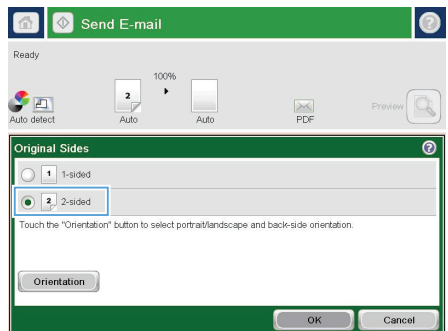 Send E-mail
?
Ready
100%
2
Auto detect
Auto
Auto
PDF
Preview
Original Sides
?
1 1-sided
2 2-sided
Touch the "Orientation" button to select portrait/landscape and back-side orientation.
Orientation
OK
Cancel